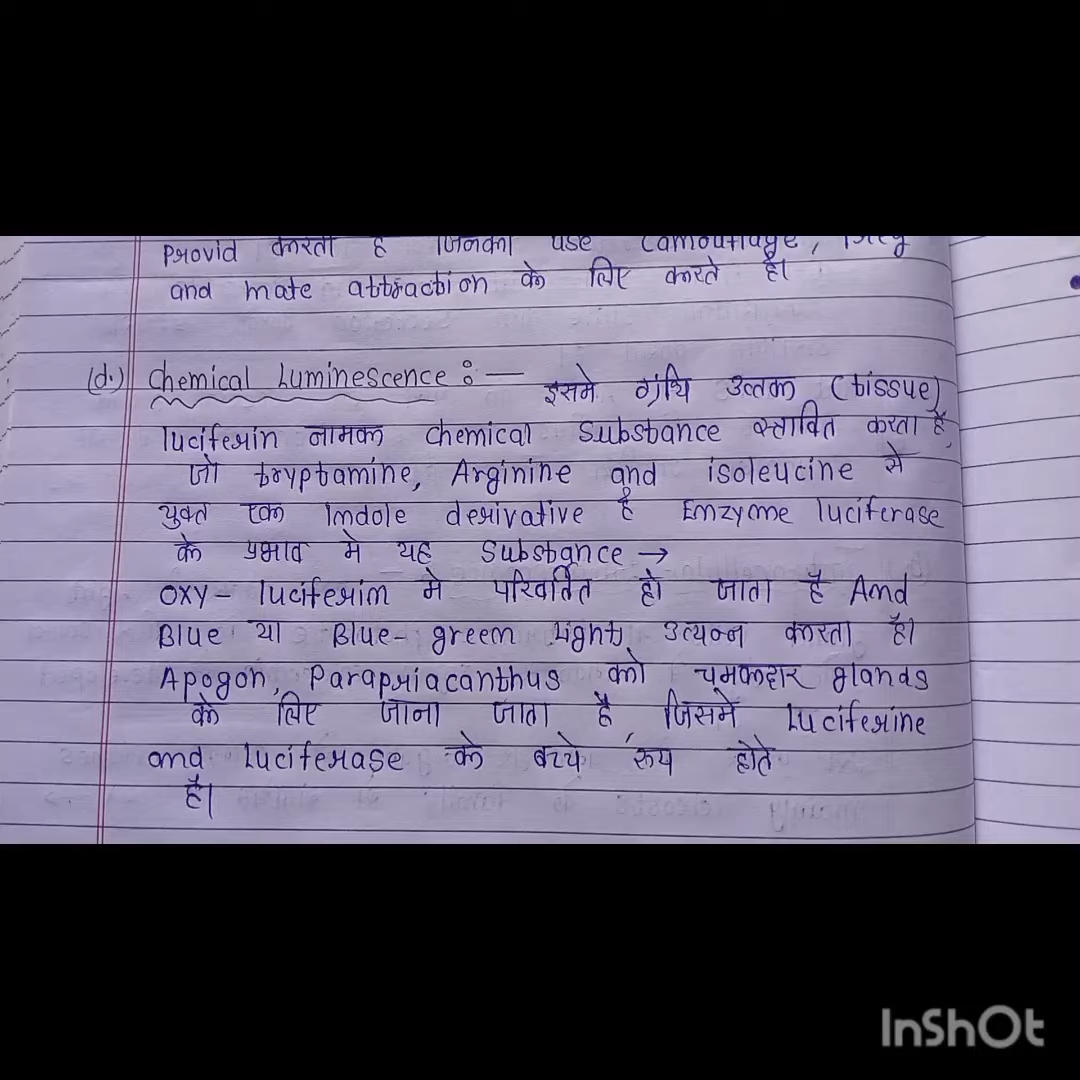 Provid करता है जिनका use Camouflage,
and mate attraction के लिए करते है।
(d.) Chemical Luminescence :— इसमे ग्रंथि उत्तक (tissue)
luciferin नामक chemical substance स्त्रावित करता है,
जो tryptamine, Arginine and isoleucine से
युक्त एक Indole derivative है Enzyme luciferase
के प्रभाव मे यह substance →
oxy- luciferin मे परिवर्तित हो जाता है And
Blue या Blue-green light उत्पन्न करता है।
Apogon, Parapriacanthus को चमकदार glands
के लिए जाना जाता है जिसमें Luciferine
and luciferase के बच्चे रूप होते
है।
InShOt